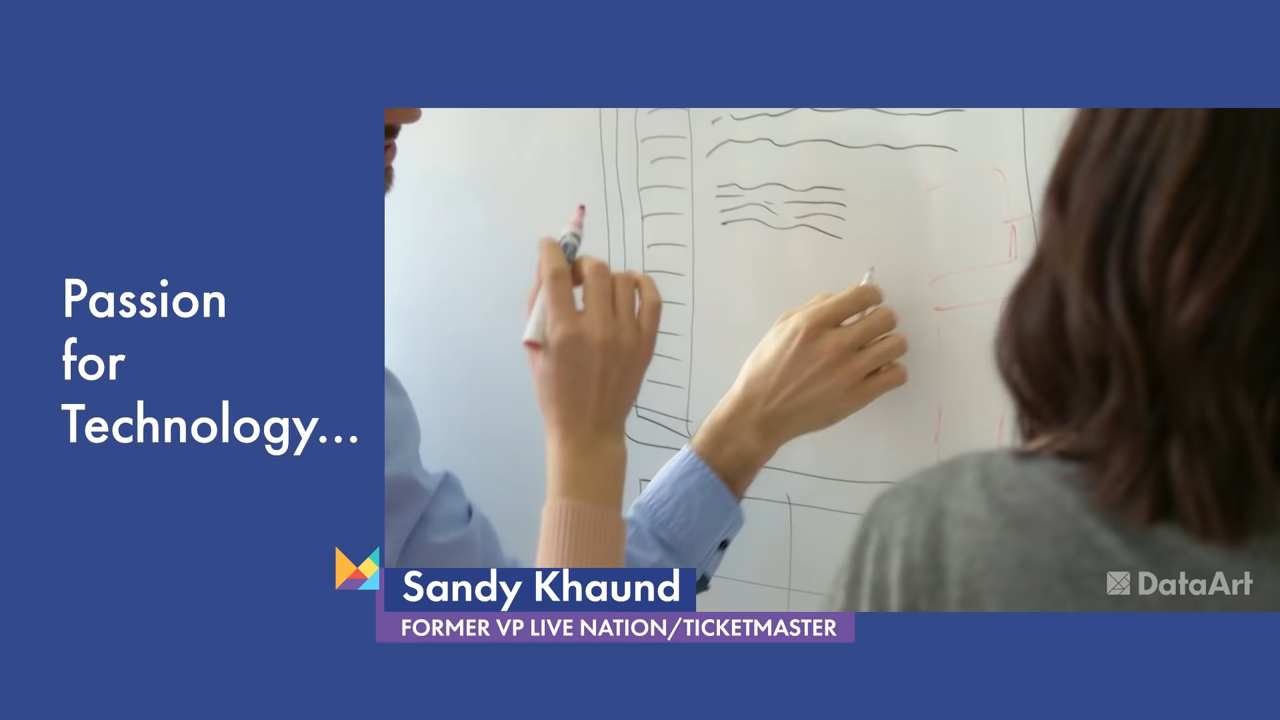 Passion
for
Technology...
Sandy Khaund
FORMER VP LIVE NATION/TICKETMASTER
DataArt